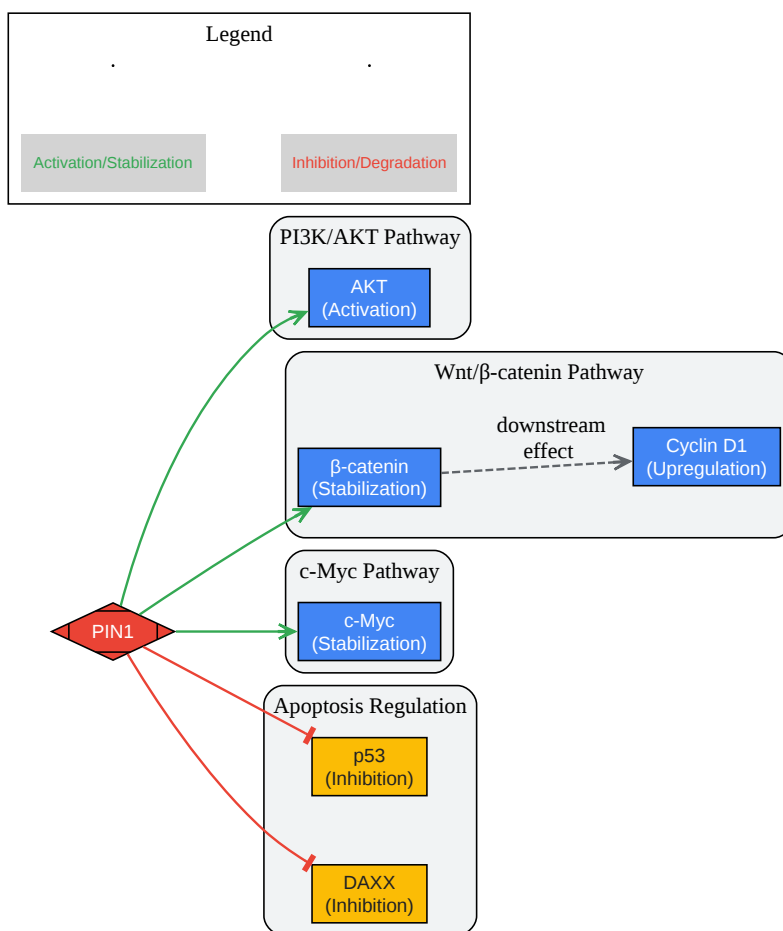 Legend
Activation/Stabilization
Inhibition/Degradation
PI3K/AKT Pathway
AKT
(Activation)
Wnt/β-catenin Pathway
downstream
effect
Cyclin D1
(Upregulation)
β-catenin
(Stabilization)
c-Myc Pathway
c-Myc
(Stabilization)
PIN1
Apoptosis Regulation
p53
(Inhibition)
DAXX
(Inhibition)